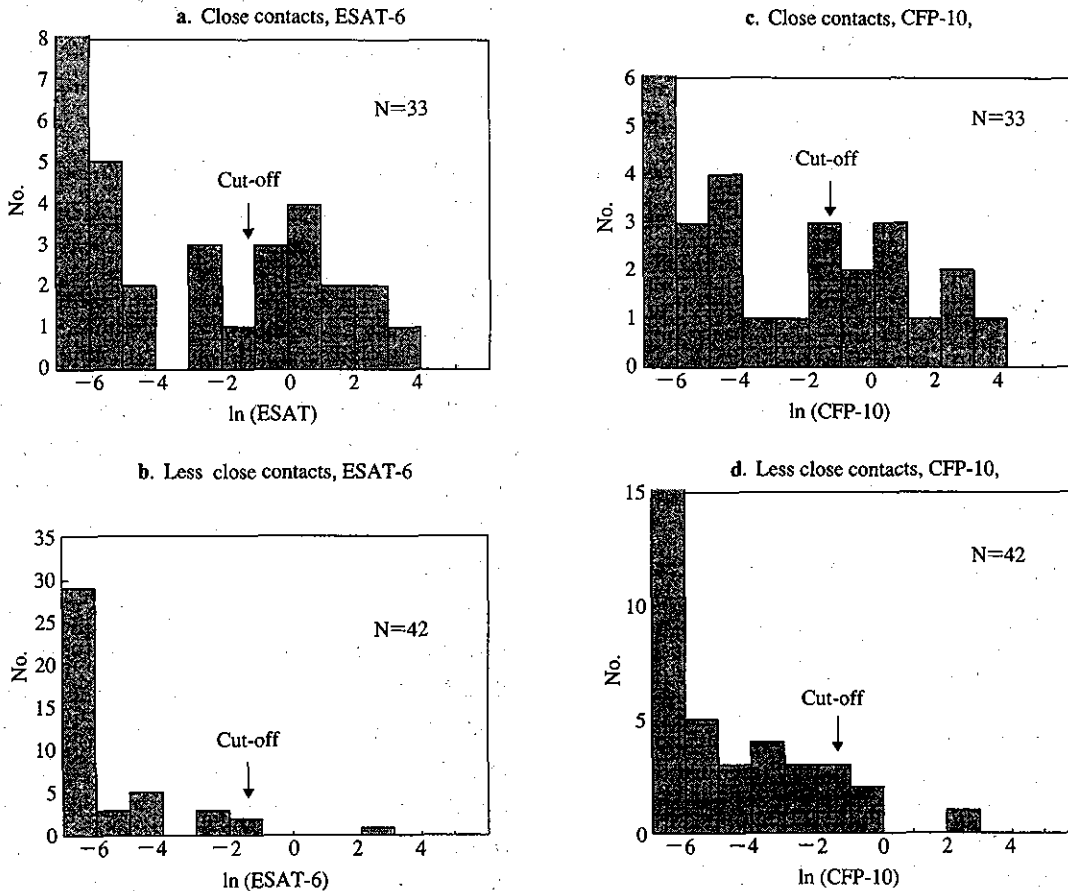 a. Close contacts, ESAT-6
8
7
6
5
4
3
2
1
0
No.
N=33
Cut-off
−6 −4 −2 0 2 4
ln (ESAT)
c. Close contacts, CFP-10,
6
5
4
3
2
1
0
No.
N=33
Cut-off
−6 −4 −2 0 2 4
ln (CFP-10)
b. Less close contacts, ESAT-6
35
30
25
20
15
10
5
0
No.
N=42
Cut-off
−6 −4 −2 0 2 4
ln (ESAT-6)
d. Less close contacts, CFP-10,
15
10
5
0
No.
N=42
Cut-off
−6 −4 −2 0 2 4
ln (CFP-10)